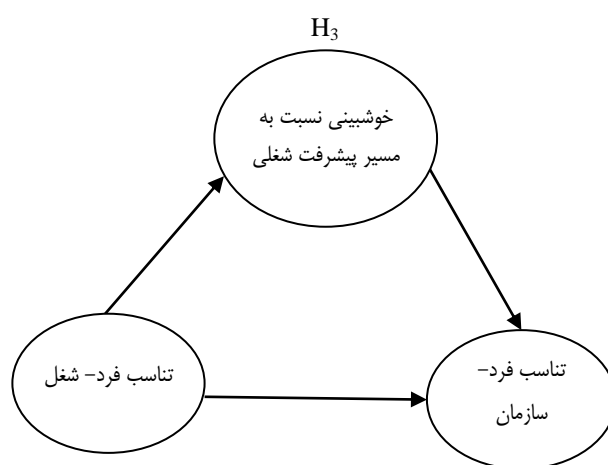 H₃
خوشبینی نسبت به
مسیر پیشرفت شغلی
تناسب فرد– شغل
تناسب فرد–
سازمان